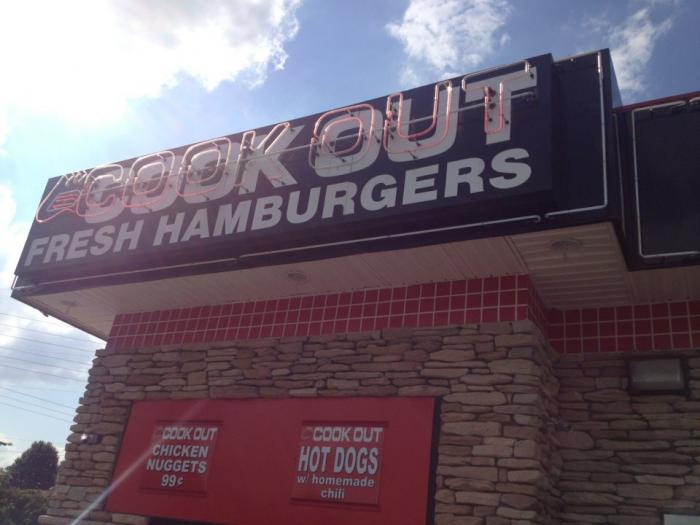 COOK OUT
FRESH HAMBURGERS
COOK OUT
CHICKEN
NUGGETS
99¢
COOK OUT
HOT DOGS
w/ homemade
chili